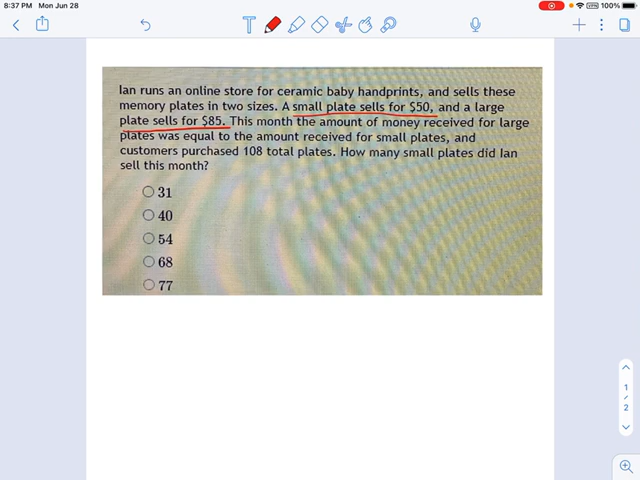 8:37 PM Mon Jun 28
VPN 100%
T
Ian runs an online store for ceramic baby handprints, and sells these
memory plates in two sizes. A small plate sells for $50, and a large
plate sells for $85. This month the amount of money received for large
plates was equal to the amount received for small plates, and
customers purchased 108 total plates. How many small plates did Ian
sell this month?
31
40
54
68
77
1
/
2